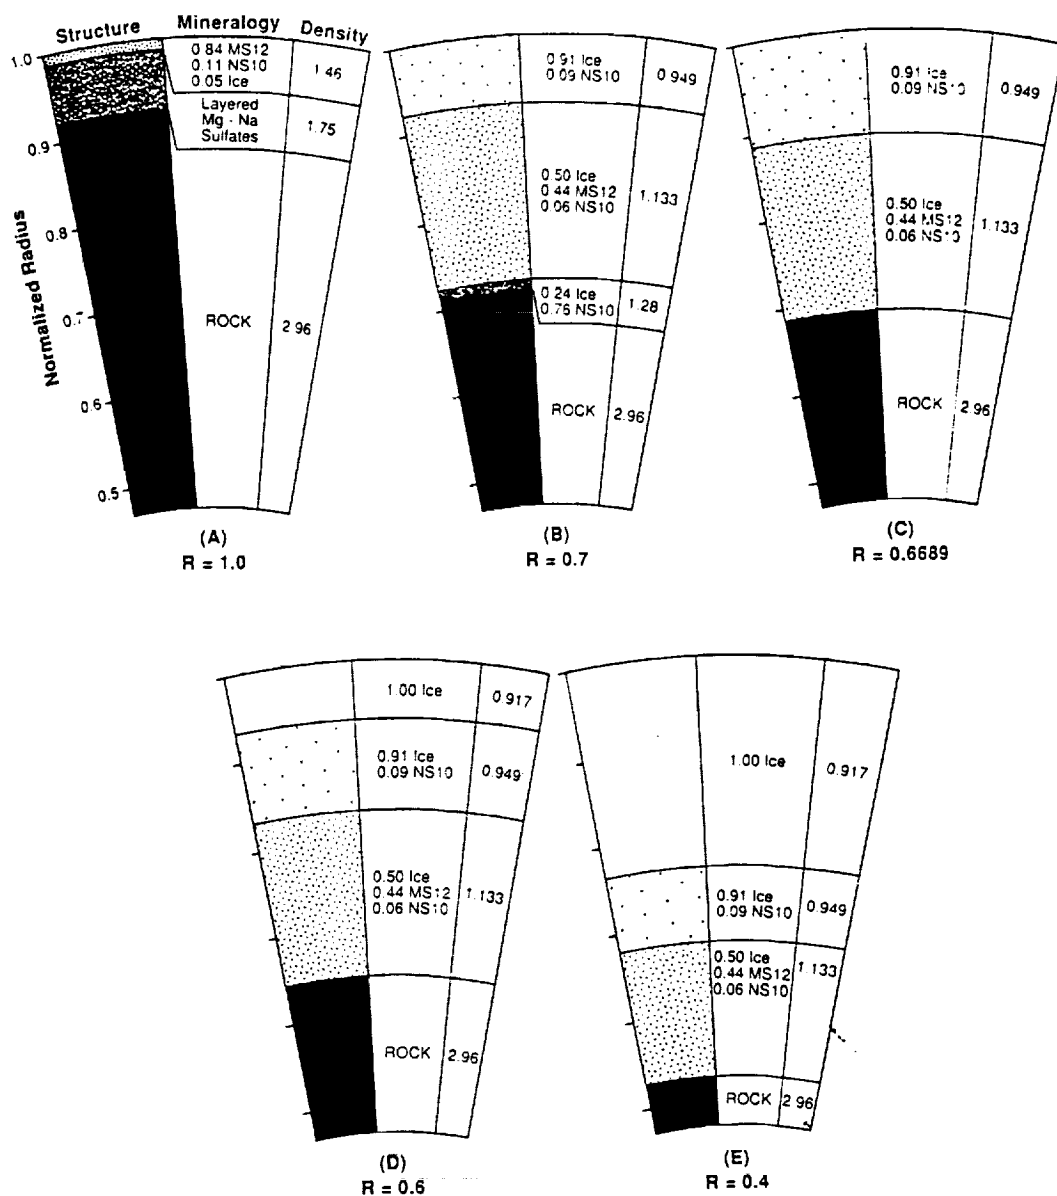 Structure
Mineralogy
Density
Normalized Radius
1.0
0.9
0.8
0.7
0.6
0.5
0.84 MS12
0.11 NS10
0.05 Ice
1.46
Layered
Mg - Na
Sulfates
1.75
ROCK
2.96
(A)
R = 1.0
0.91 Ice
0.09 NS10
0.949
0.50 Ice
0.44 MS12
0.06 NS10
1.133
0.24 Ice
0.76 NS10
1.28
ROCK
2.96
(B)
R = 0.7
0.91 Ice
0.09 NS10
0.949
0.50 Ice
0.44 MS12
0.06 NS10
1.133
ROCK
2.96
(C)
R = 0.6689
1.00 Ice
0.917
0.91 Ice
0.09 NS10
0.949
0.50 Ice
0.44 MS12
0.06 NS10
1.133
ROCK
2.96
(D)
R = 0.6
1.00 Ice
0.917
0.91 Ice
0.09 NS10
0.949
0.50 Ice
0.44 MS12
0.06 NS10
1.133
ROCK
2.96
(E)
R = 0.4